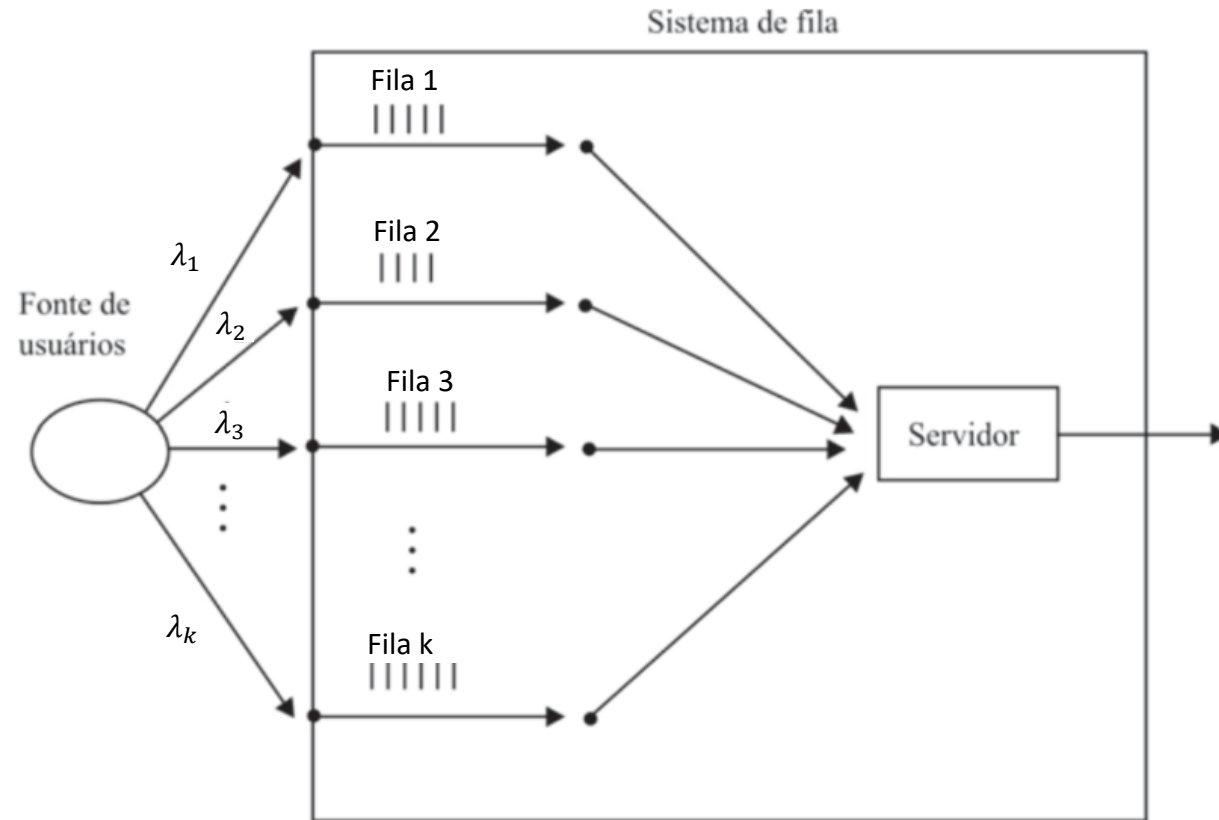 Sistema de fila
Fila 1
Fila 2
λ₁
Fonte de
usuários
λ₂
Fila 3
λ₃
Servidor
λₖ
Fila k